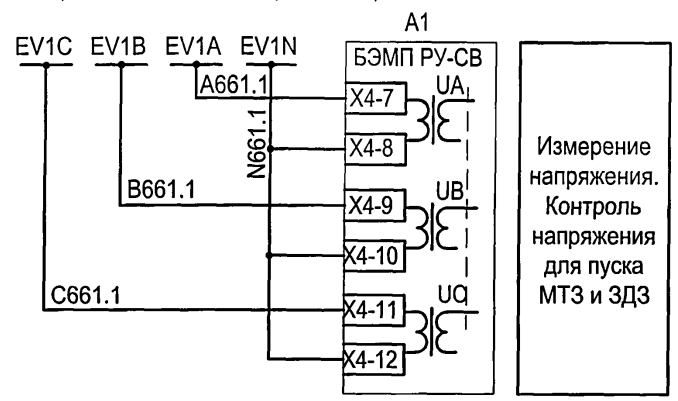 A1
EV1C EV1B EV1A EV1N
БЭМП РУ-СВ
A661.1
X4-7
UA
N661.1
X4-8
B661.1
X4-9
UB
X4-10
C661.1
X4-11
UC
X4-12
Измерение
напряжения.
Контроль
напряжения
для пуска
МТЗ и ЗДЗ